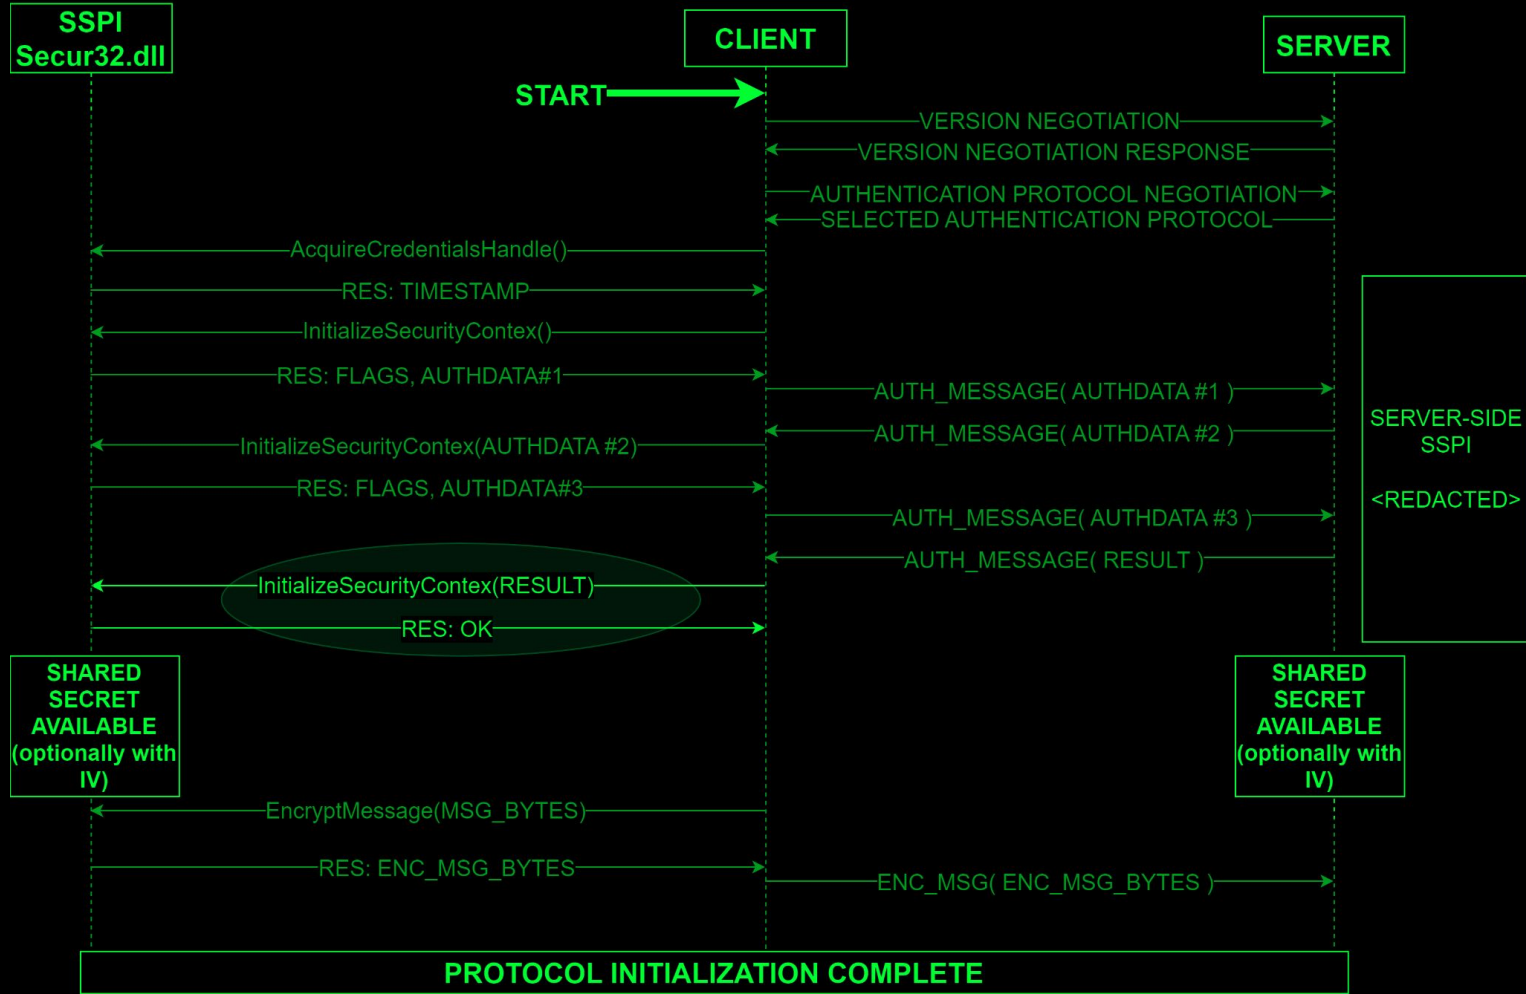 SSPI
Secur32.dll
CLIENT
SERVER
START
VERSION NEGOTIATION
VERSION NEGOTIATION RESPONSE
AUTHENTICATION PROTOCOL NEGOTIATION
SELECTED AUTHENTICATION PROTOCOL
AcquireCredentialsHandle()
RES: TIMESTAMP
InitializeSecurityContex()
RES: FLAGS, AUTHDATA#1
AUTH_MESSAGE( AUTHDATA #1 )
AUTH_MESSAGE( AUTHDATA #2 )
InitializeSecurityContex(AUTHDATA #2)
RES: FLAGS, AUTHDATA#3
AUTH_MESSAGE( AUTHDATA #3 )
AUTH_MESSAGE( RESULT )
SERVER-SIDE
SSPI
<REDACTED>
InitializeSecurityContex(RESULT)
RES: OK
SHARED
SECRET
AVAILABLE
(optionally with
IV)
SHARED
SECRET
AVAILABLE
(optionally with
IV)
EncryptMessage(MSG_BYTES)
RES: ENC_MSG_BYTES
ENC_MSG( ENC_MSG_BYTES )
PROTOCOL INITIALIZATION COMPLETE